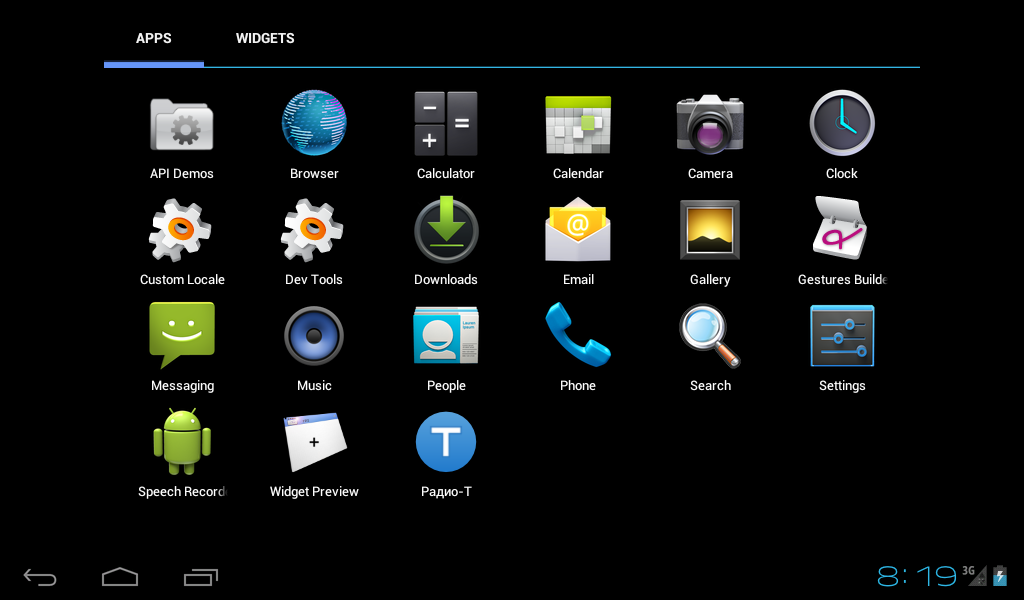 APPS WIDGETS
API Demos Browser Calculator Calendar Camera Clock
Custom Locale Dev Tools Downloads Email Gallery Gestures Builde
Messaging Music People Phone Search Settings
Speech Record Widget Preview Радио-Т
8:19 3G